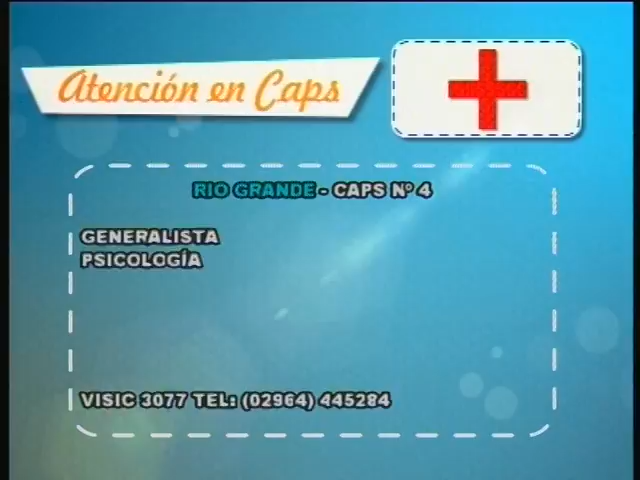 Atención en Caps
RIO GRANDE - CAPS Nº 4
GENERALISTA
PSICOLOGÍA
VISIC 3077 TEL: (02964) 445284